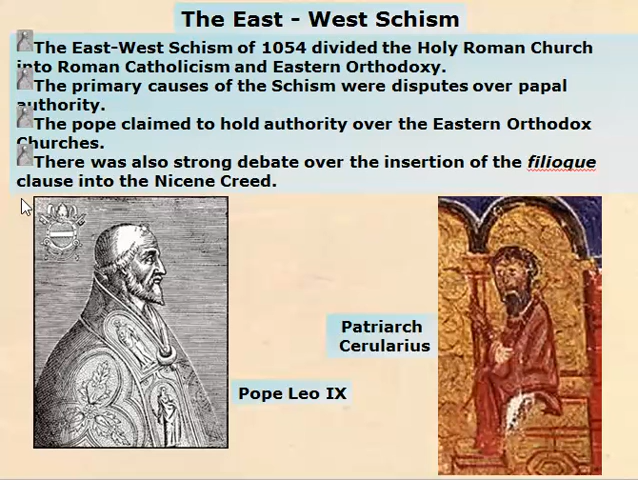 The East - West Schism
The East-West Schism of 1054 divided the Holy Roman Church
into Roman Catholicism and Eastern Orthodoxy.
The primary causes of the Schism were disputes over papal
authority.
The pope claimed to hold authority over the Eastern Orthodox
Churches.
There was also strong debate over the insertion of the filioque
clause into the Nicene Creed.
Patriarch
Cerularius
Pope Leo IX